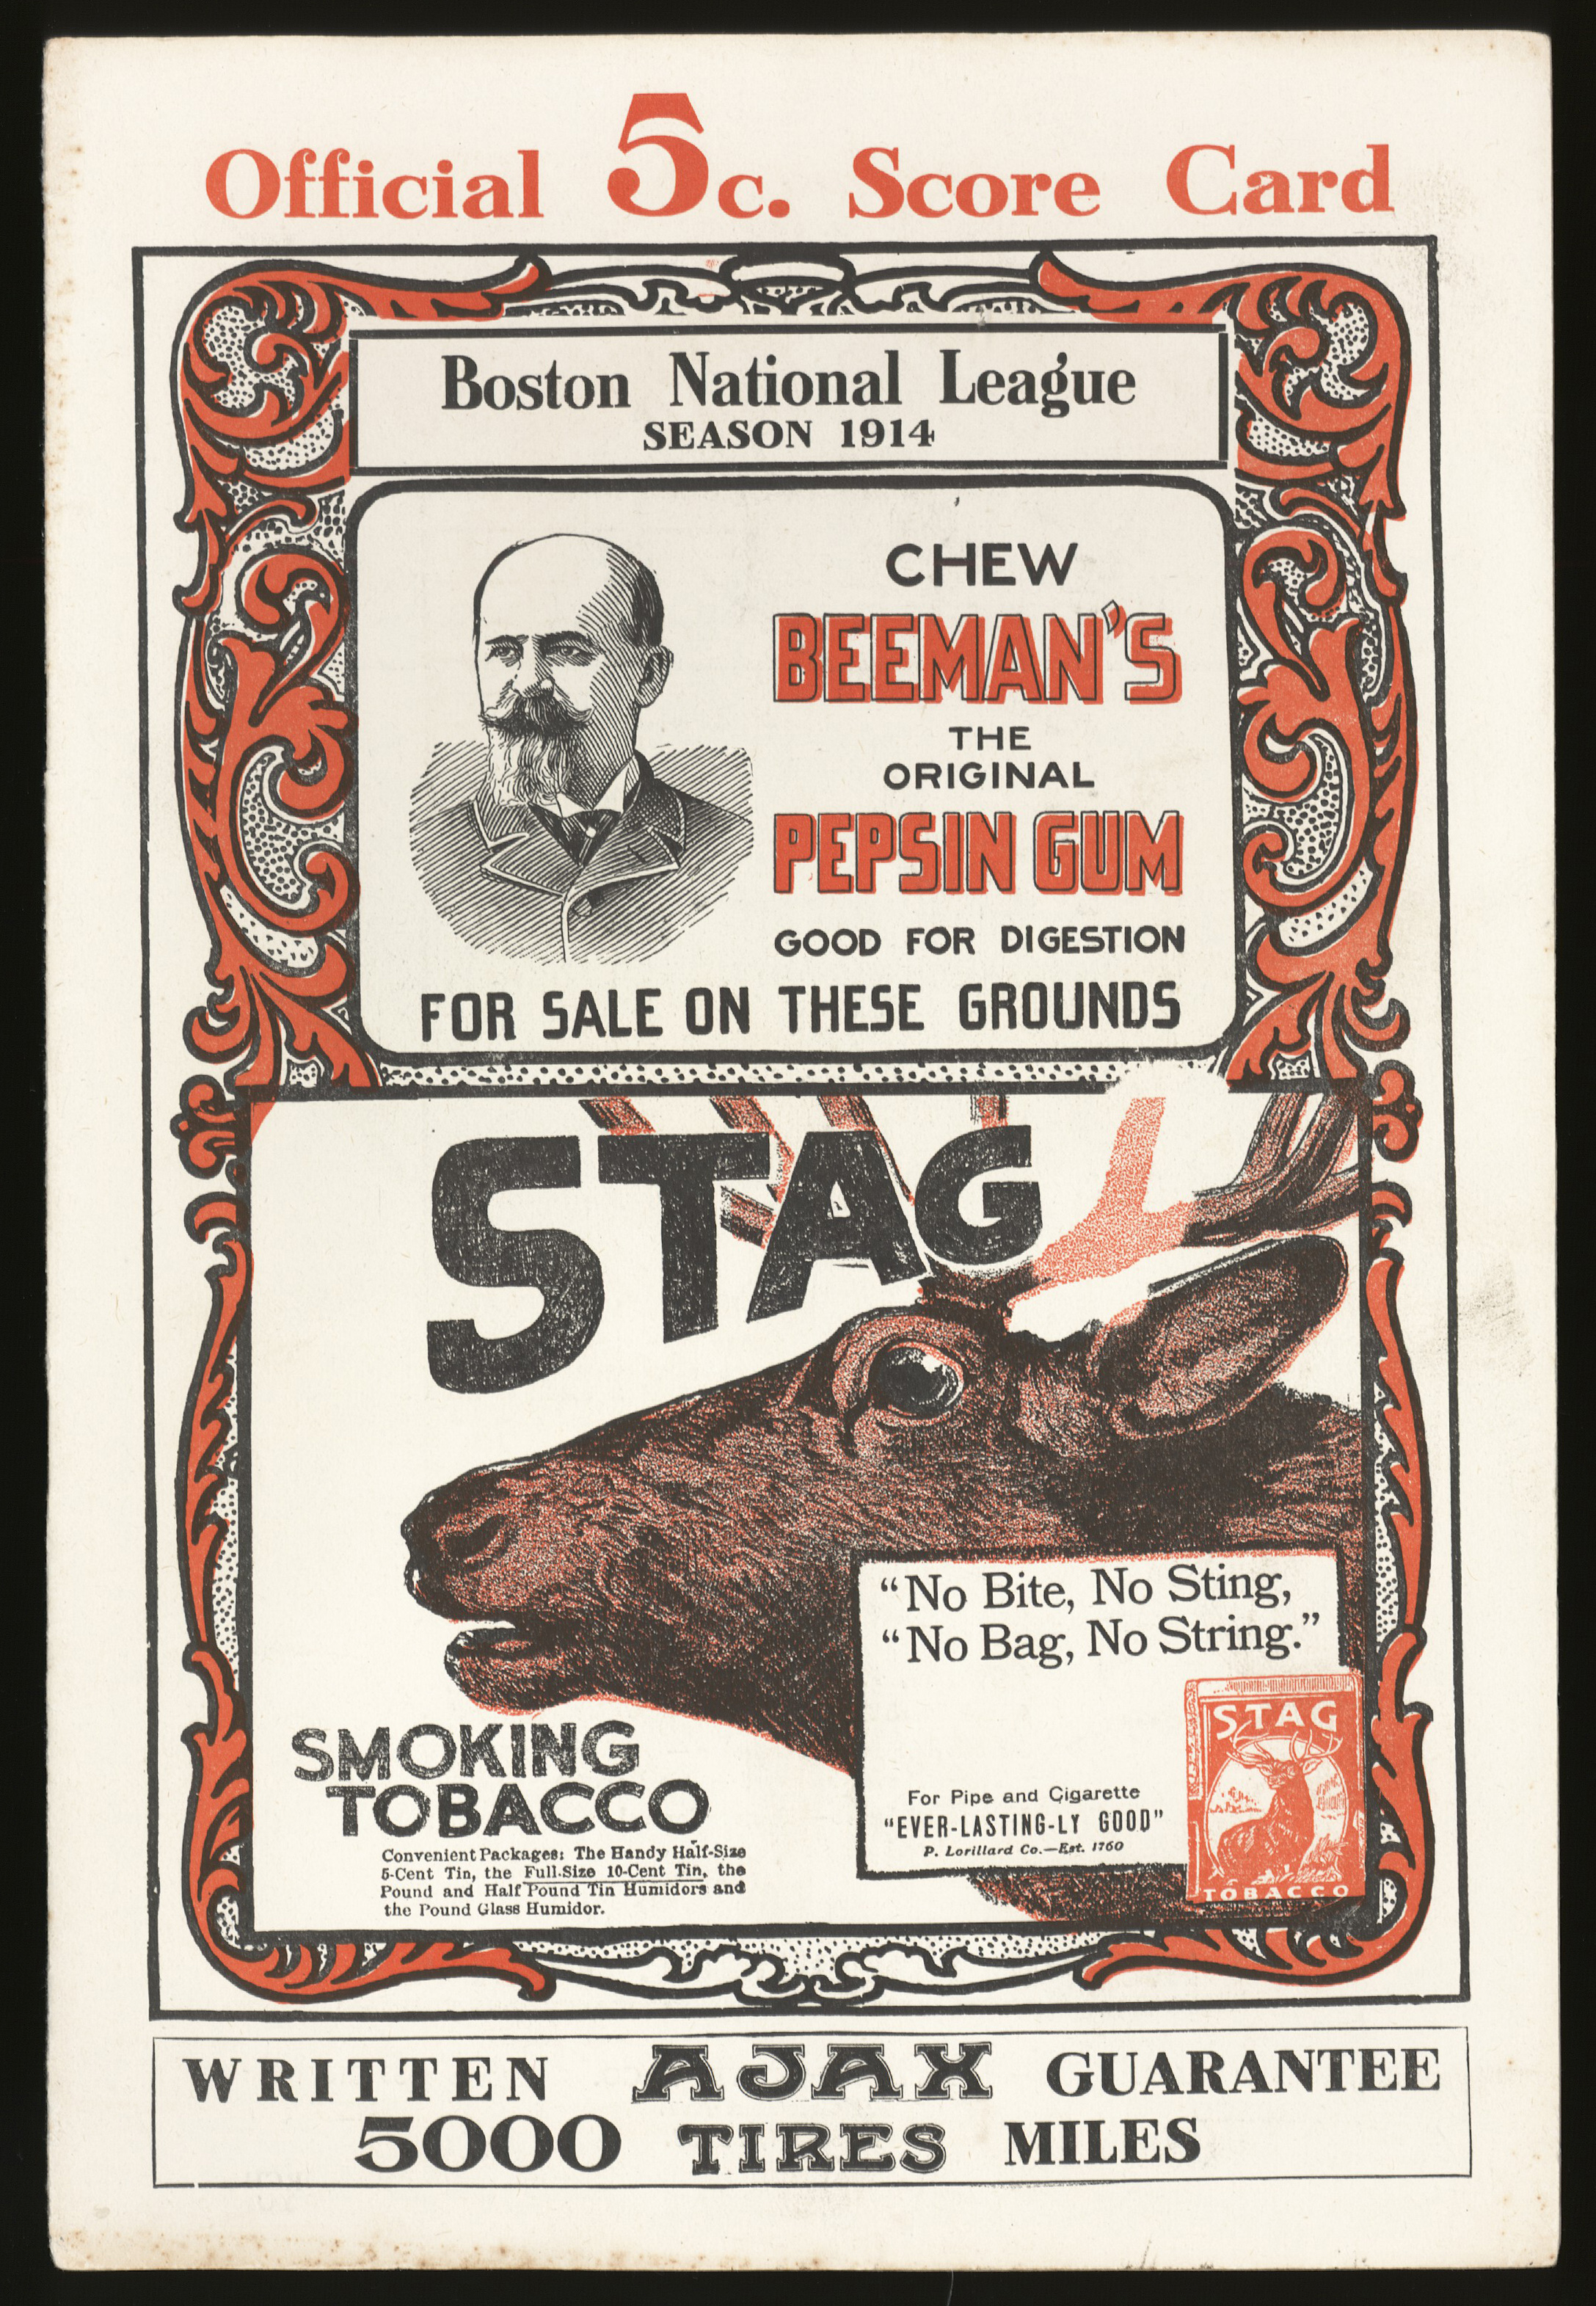 Official 5c. Score Card
Boston National League
SEASON 1914
CHEW
BEEMAN'S
THE
ORIGINAL
PEPSIN GUM
GOOD FOR DIGESTION
FOR SALE ON THESE GROUNDS
STAG
"No Bite, No Sting,
"No Bag, No String."
STAG
TOBACCO
For Pipe and Cigarette
"EVER-LASTING-LY GOOD"
P. Lorillard Co.—Est. 1760
SMOKING
TOBACCO
Convenient Packages: The Handy Half-Size
5-Cent Tin, the Full-Size 10-Cent Tin, the
Pound and Half Pound Tin Humidors and
the Pound Glass Humidor.
WRITTEN AJAX GUARANTEE
5000 TIRES MILES